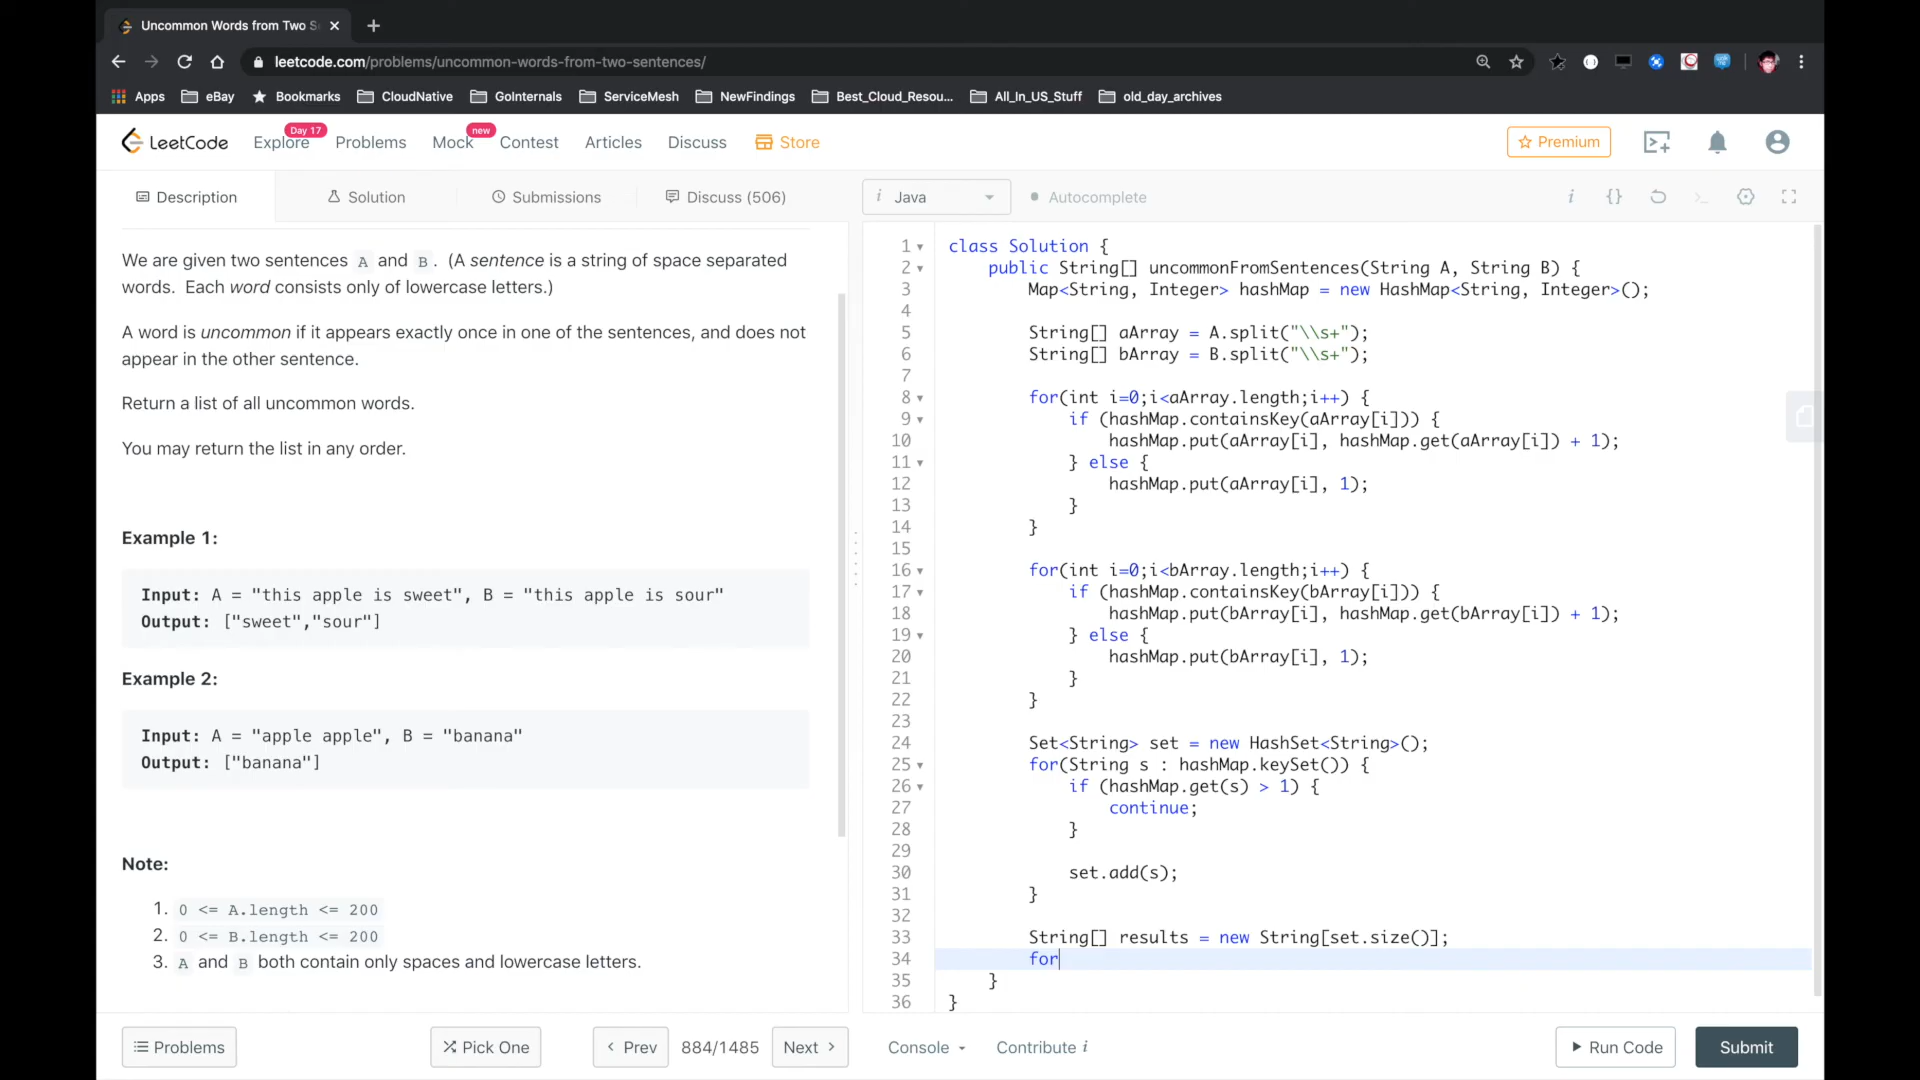 Uncommon Words from Two S
leetcode.com/problems/uncommon-words-from-two-sentences/
Apps eBay Bookmarks CloudNative GoInternals ServiceMesh NewFindings Best_Cloud_Resou... All_In_US_Stuff old_day_archives
LeetCode Explore Day 17 Problems Mock new Contest Articles Discuss Store Premium
Description Solution Submissions Discuss (506) i Java Autocomplete i {}
We are given two sentences A and B. (A sentence is a string of space separated
words. Each word consists only of lowercase letters.)
A word is uncommon if it appears exactly once in one of the sentences, and does not
appear in the other sentence.
Return a list of all uncommon words.
You may return the list in any order.
Example 1:
Input: A = "this apple is sweet", B = "this apple is sour"
Output: ["sweet","sour"]
Example 2:
Input: A = "apple apple", B = "banana"
Output: ["banana"]
Note:
1. 0 <= A.length <= 200
2. 0 <= B.length <= 200
3. A and B both contain only spaces and lowercase letters.
1 class Solution {
2 public String[] uncommonFromSentences(String A, String B) {
3 Map<String, Integer> hashMap = new HashMap<String, Integer>();
4
5 String[] aArray = A.split("\\s+");
6 String[] bArray = B.split("\\s+");
7
8 for(int i=0;i<aArray.length;i++) {
9 if (hashMap.containsKey(aArray[i])) {
10 hashMap.put(aArray[i], hashMap.get(aArray[i]) + 1);
11 } else {
12 hashMap.put(aArray[i], 1);
13 }
14 }
15
16 for(int i=0;i<bArray.length;i++) {
17 if (hashMap.containsKey(bArray[i])) {
18 hashMap.put(bArray[i], hashMap.get(bArray[i]) + 1);
19 } else {
20 hashMap.put(bArray[i], 1);
21 }
22 }
23
24 Set<String> set = new HashSet<String>();
25 for(String s : hashMap.keySet()) {
26 if (hashMap.get(s) > 1) {
27 continue;
28 }
29
30 set.add(s);
31 }
32
33 String[] results = new String[set.size()];
34 for
35 }
36 }
Problems Pick One Prev 884/1485 Next Console Contribute i Run Code Submit